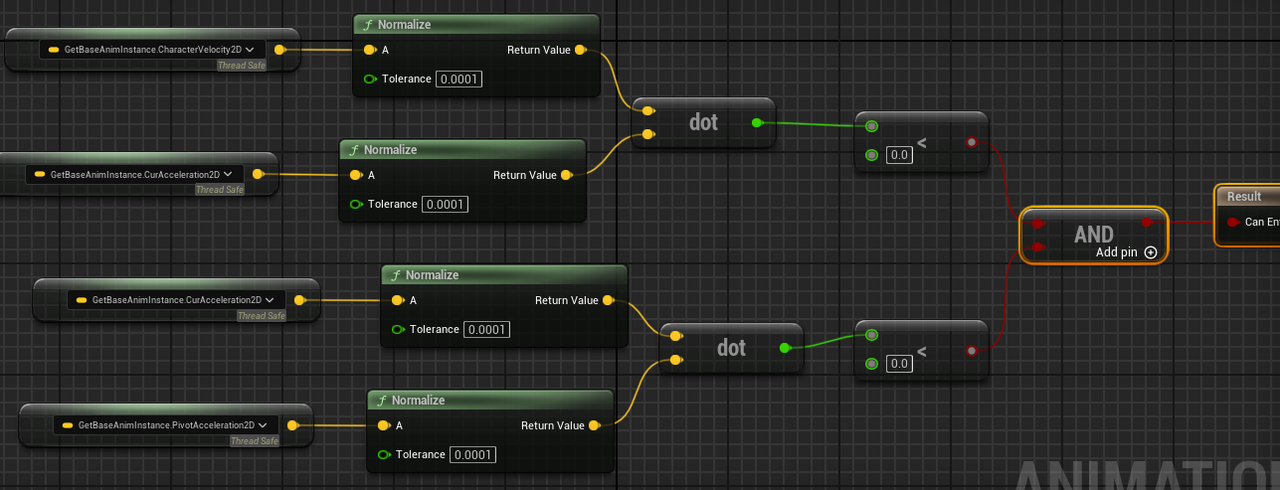 f Normalize
GetBaseAnimInstance.CharacterVelocity2D
Thread Safe
A
Return Value
Tolerance 0.0001
f Normalize
GetBaseAnimInstance.CurAcceleration2D
Thread Safe
A
Return Value
Tolerance 0.0001
dot
<
0.0
f Normalize
GetBaseAnimInstance.CurAcceleration2D
Thread Safe
A
Return Value
Tolerance 0.0001
f Normalize
GetBaseAnimInstance.PivotAcceleration2D
Thread Safe
A
Return Value
Tolerance 0.0001
dot
<
0.0
AND
Add pin
Result
Can En
ANIMATIO